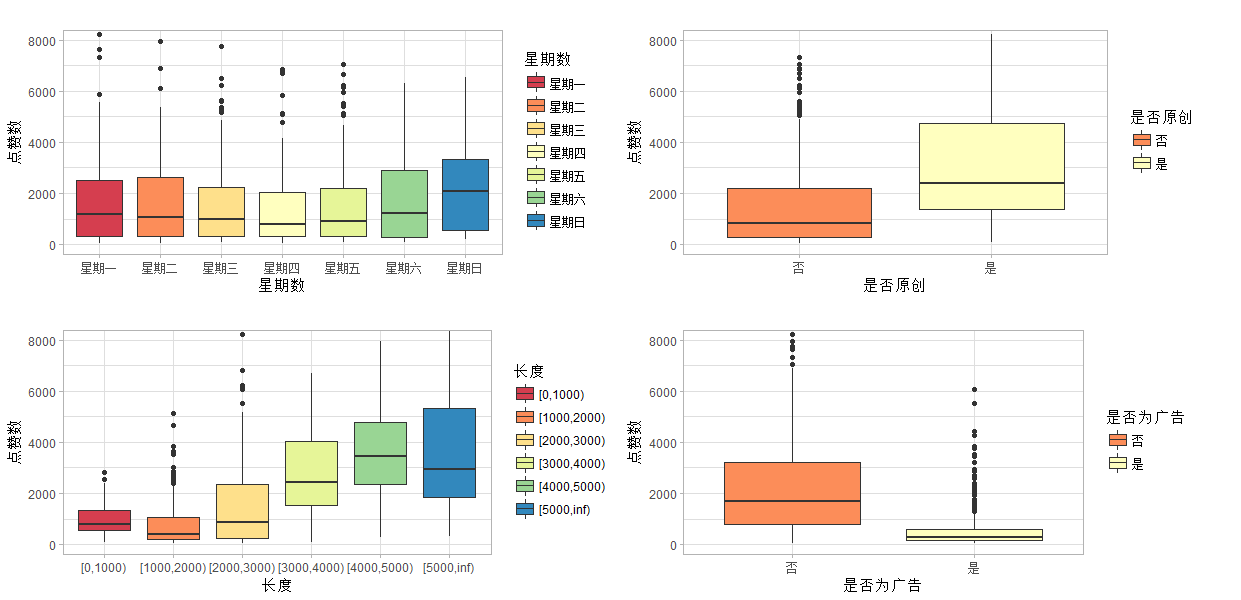 点赞数
8000
6000
4000
2000
0
星期一 星期二 星期三 星期四 星期五 星期六 星期日
星期数
星期数
星期一
星期二
星期三
星期四
星期五
星期六
星期日
点赞数
8000
6000
4000
2000
0
否 是
是否原创
是否原创
否
是
点赞数
8000
6000
4000
2000
0
[0,1000) [1000,2000) [2000,3000) [3000,4000) [4000,5000) [5000,inf)
长度
长度
[0,1000)
[1000,2000)
[2000,3000)
[3000,4000)
[4000,5000)
[5000,inf)
点赞数
8000
6000
4000
2000
0
否 是
是否为广告
是否为广告
否
是